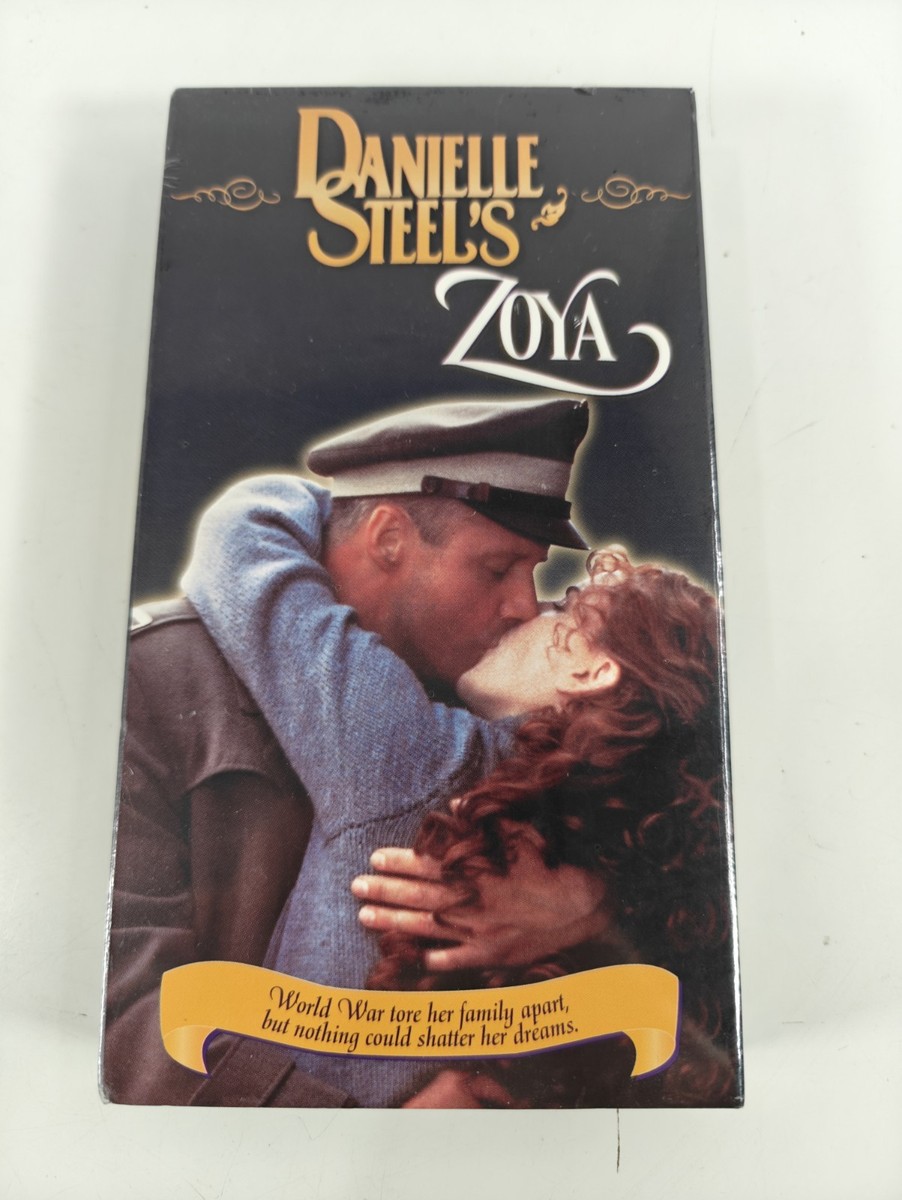 DANIELLE
STEEL'S
ZOYA
World War tore her family apart,
but nothing could shatter her dreams.